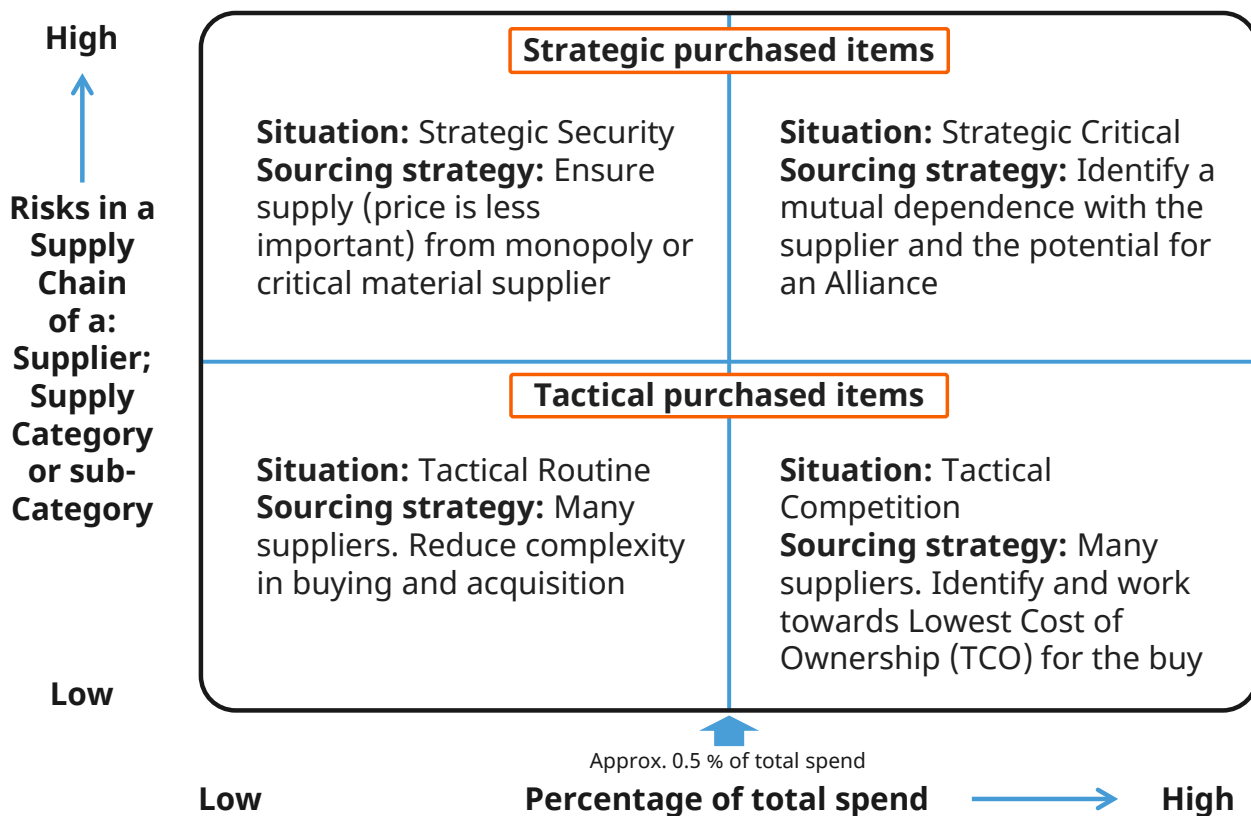 High
Risks in a
Supply
Chain
of a:
Supplier;
Supply
Category
or sub-
Category
Low
Strategic purchased items
Situation: Strategic Security
Sourcing strategy: Ensure
supply (price is less
important) from monopoly or
critical material supplier
Situation: Strategic Critical
Sourcing strategy: Identify a
mutual dependence with the
supplier and the potential for
an Alliance
Tactical purchased items
Situation: Tactical Routine
Sourcing strategy: Many
suppliers. Reduce complexity
in buying and acquisition
Situation: Tactical
Competition
Sourcing strategy: Many
suppliers. Identify and work
towards Lowest Cost of
Ownership (TCO) for the buy
Approx. 0.5 % of total spend
Low
Percentage of total spend
High